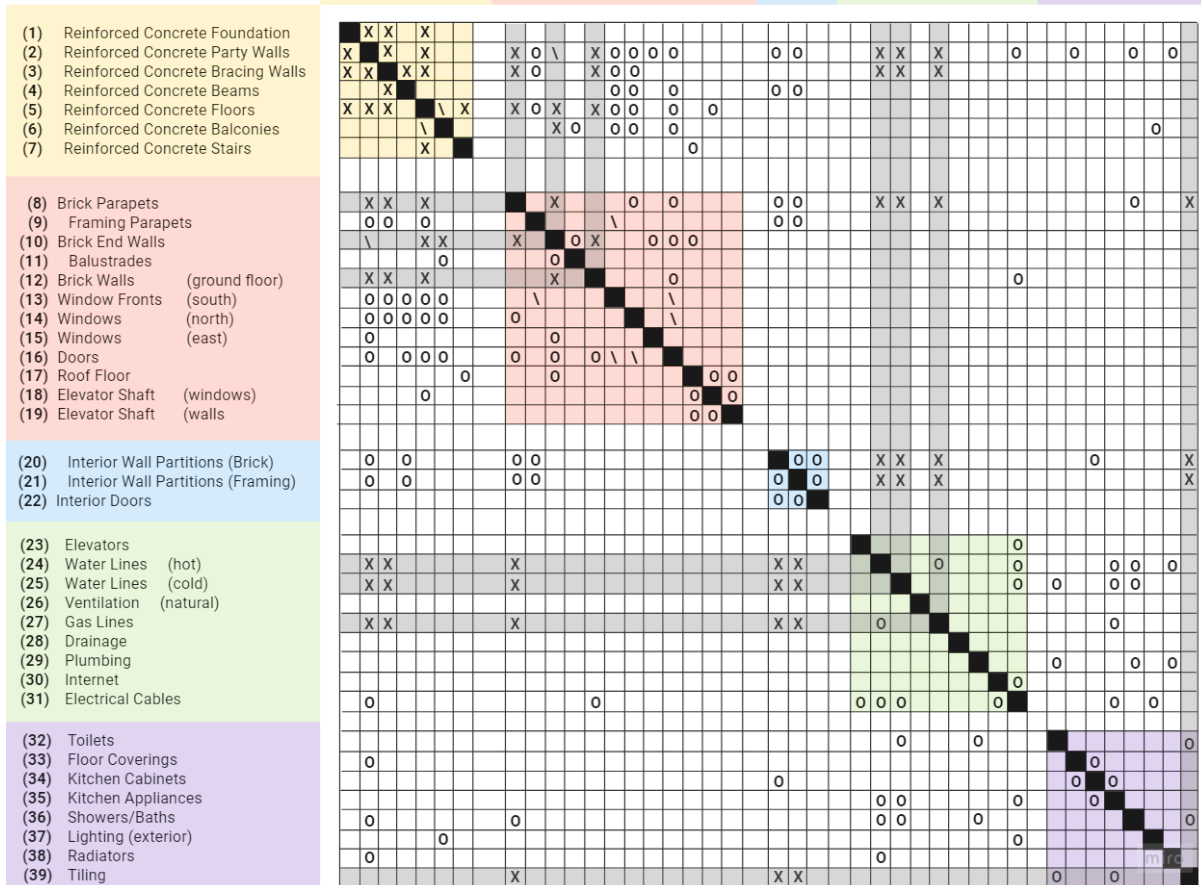 (1) Reinforced Concrete Foundation X X X
(2) Reinforced Concrete Party Walls X X X X O \ X O O O O O O X X X O O O O
(3) Reinforced Concrete Bracing Walls X X X X X O X O O X X X
(4) Reinforced Concrete Beams X O O O O O
(5) Reinforced Concrete Floors X X X \ X X O X X O O O O
(6) Reinforced Concrete Balconies \ X O O O O O
(7) Reinforced Concrete Stairs X O
(8) Brick Parapets X X X X O O O O X X X O X
(9) Framing Parapets O O O \ O O
(10) Brick End Walls \ X X X O X O O O
(11) Balustrades O O
(12) Brick Walls (ground floor) X X X X O O
(13) Window Fronts (south) O O O O O \ \
(14) Windows (north) O O O O O O \
(15) Windows (east) O O
(16) Doors O O O O O O O \ \
(17) Roof Floor O O O O
(18) Elevator Shaft (windows) O O O
(19) Elevator Shaft (walls O O
(20) Interior Wall Partitions (Brick) O O O O O O X X X O X
(21) Interior Wall Partitions (Framing) O O O O O O X X X X
(22) Interior Doors O O
(23) Elevators O
(24) Water Lines (hot) X X X X X O O O O O
(25) Water Lines (cold) X X X X X O O O O
(26) Ventilation (natural)
(27) Gas Lines X X X X X O O
(28) Drainage
(29) Plumbing O O O
(30) Internet O
(31) Electrical Cables O O O O O O O O
(32) Toilets O O O
(33) Floor Coverings O O
(34) Kitchen Cabinets O O O
(35) Kitchen Appliances O O O O
(36) Showers/Baths O O O O O O
(37) Lighting (exterior) O O
(38) Radiators O O
miro
(39) Tiling X X X O O